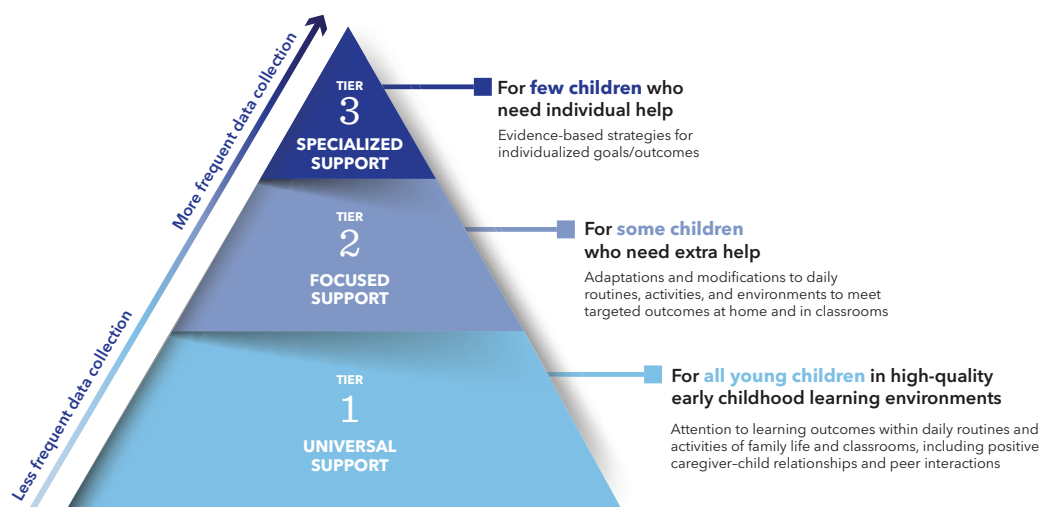 More frequent data collection
Less frequent data collection
TIER
3
SPECIALIZED
SUPPORT
For few children who
need individual help
Evidence-based strategies for
individualized goals/outcomes
TIER
2
FOCUSED
SUPPORT
For some children
who need extra help
Adaptations and modifications to daily
routines, activities, and environments to meet
targeted outcomes at home and in classrooms
TIER
1
UNIVERSAL
SUPPORT
For all young children in high-quality
early childhood learning environments
Attention to learning outcomes within daily routines and
activities of family life and classrooms, including positive
caregiver–child relationships and peer interactions